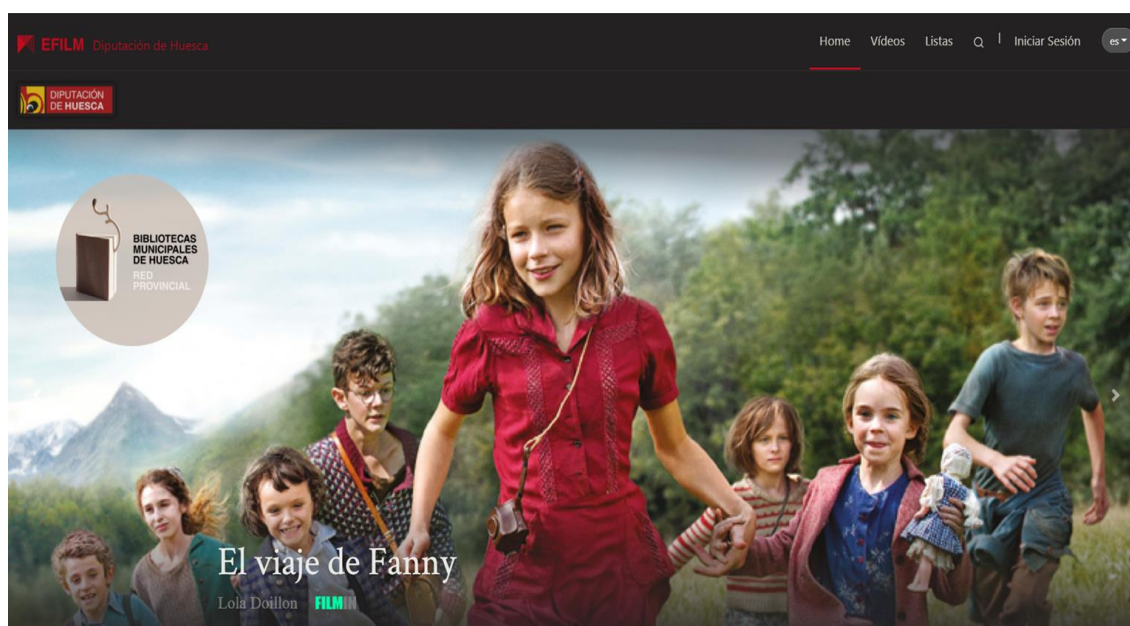 EFILM Diputación de Huesca
Home Vídeos Listas Iniciar Sesión es
DIPUTACIÓN
DE HUESCA
BIBLIOTECAS
MUNICIPALES
DE HUESCA
RED
PROVINCIAL
El viaje de Fanny
Lola Doillon FILMIN